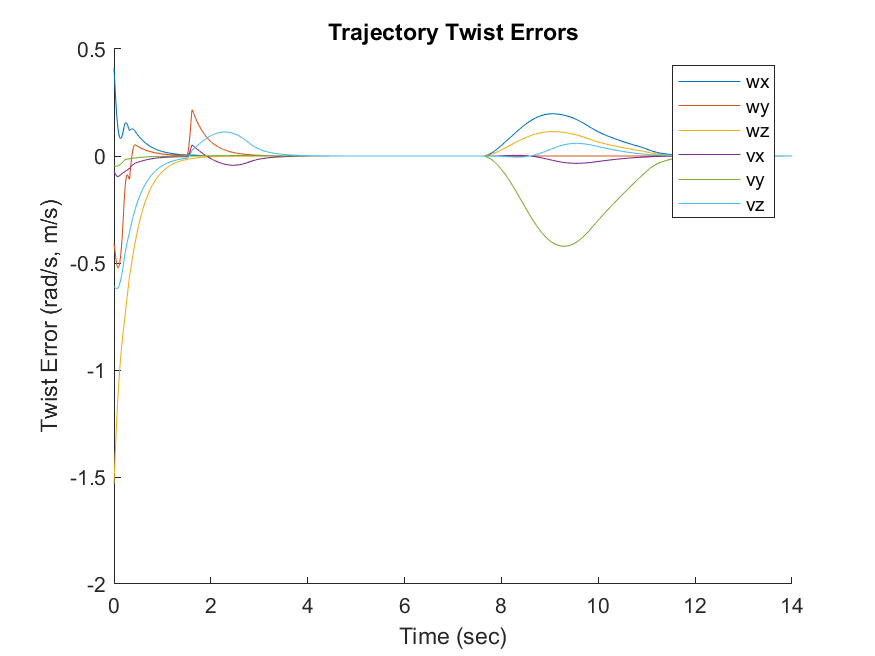 Trajectory Twist Errors
0.5
0
-0.5
-1
-1.5
-2
Twist Error (rad/s, m/s)
wx
wy
wz
vx
vy
vz
0 2 4 6 8 10 12 14
Time (sec)